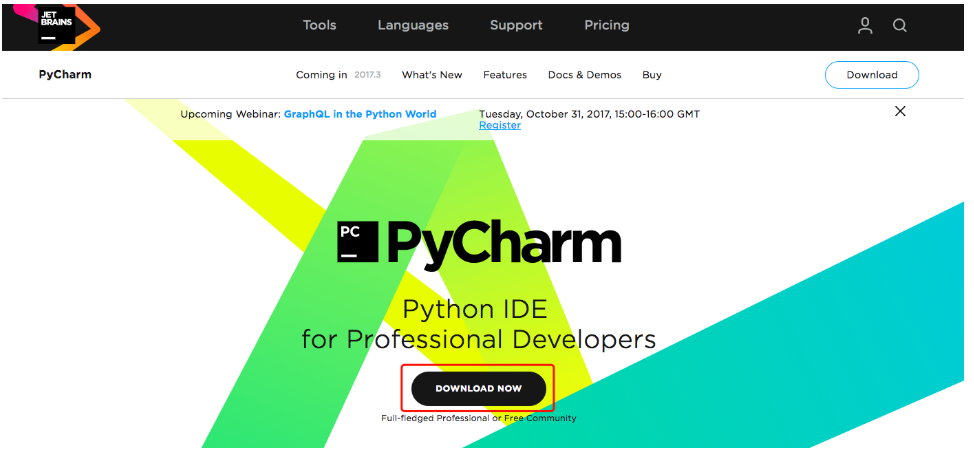 JET
BRAINS
Tools Languages Support Pricing
PyCharm Coming in 2017.3 What's New Features Docs & Demos Buy Download
Upcoming Webinar: GraphQL in the Python World Tuesday, October 31, 2017, 15:00-16:00 GMT
Register
PC
PyCharm
Python IDE
for Professional Developers
DOWNLOAD NOW
Full-fledged Professional or Free Community